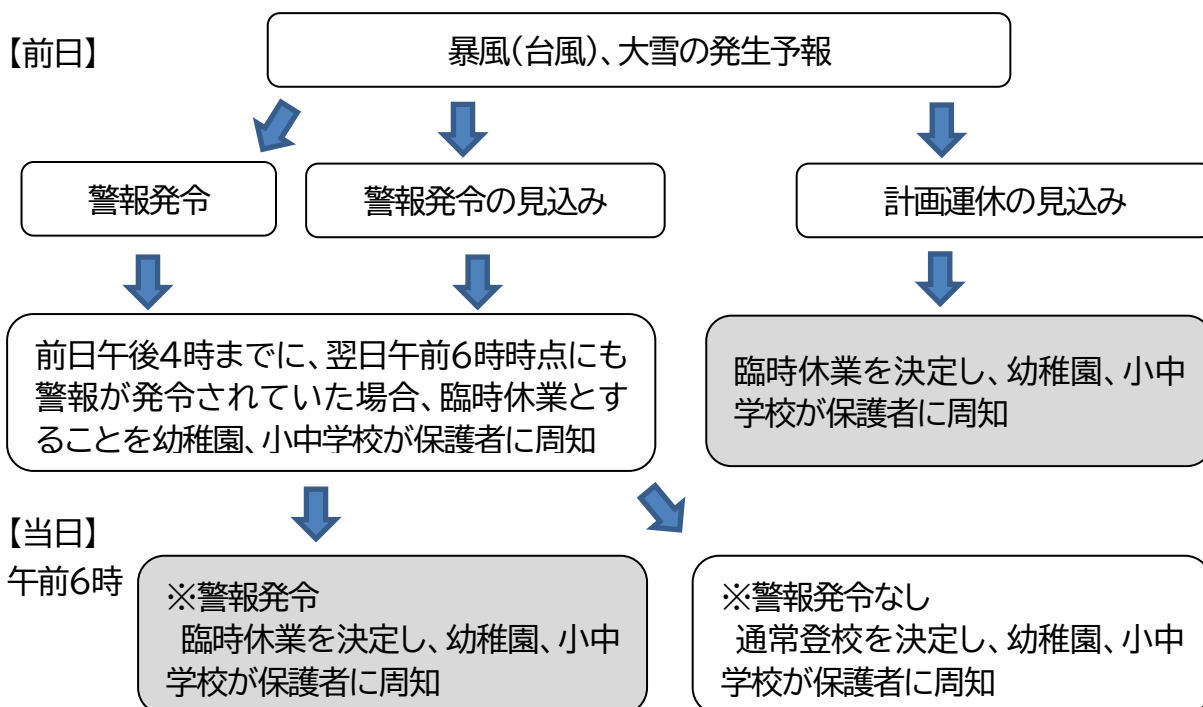 【前日】
暴風(台風)、大雪の発生予報
警報発令
警報発令の見込み
計画運休の見込み
前日午後4時までに、翌日午前6時時点にも
警報が発令されていた場合、臨時休業とす
ることを幼稚園、小中学校が保護者に周知
臨時休業を決定し、幼稚園、小中
学校が保護者に周知
【当日】
午前6時
※警報発令
臨時休業を決定し、幼稚園、小中
学校が保護者に周知
※警報発令なし
通常登校を決定し、幼稚園、小中
学校が保護者に周知